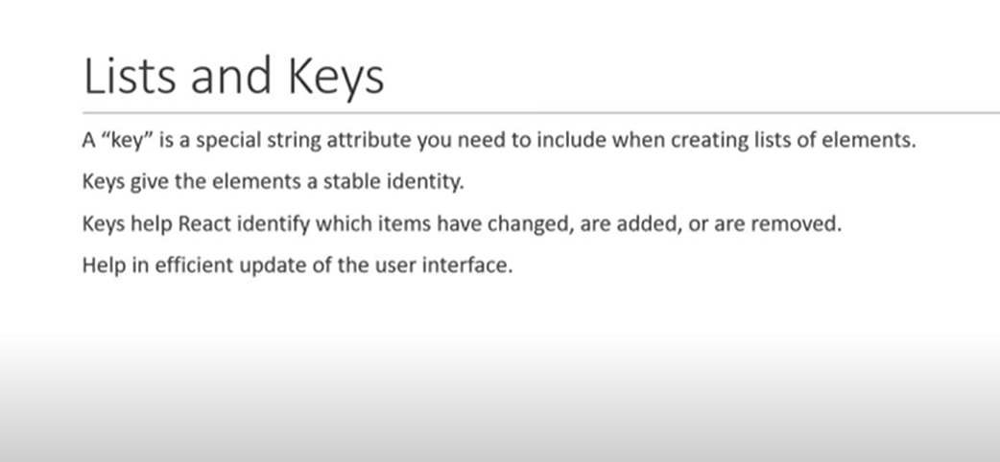 Lists and Keys
A “key” is a special string attribute you need to include when creating lists of elements.
Keys give the elements a stable identity.
Keys help React identify which items have changed, are added, or are removed.
Help in efficient update of the user interface.